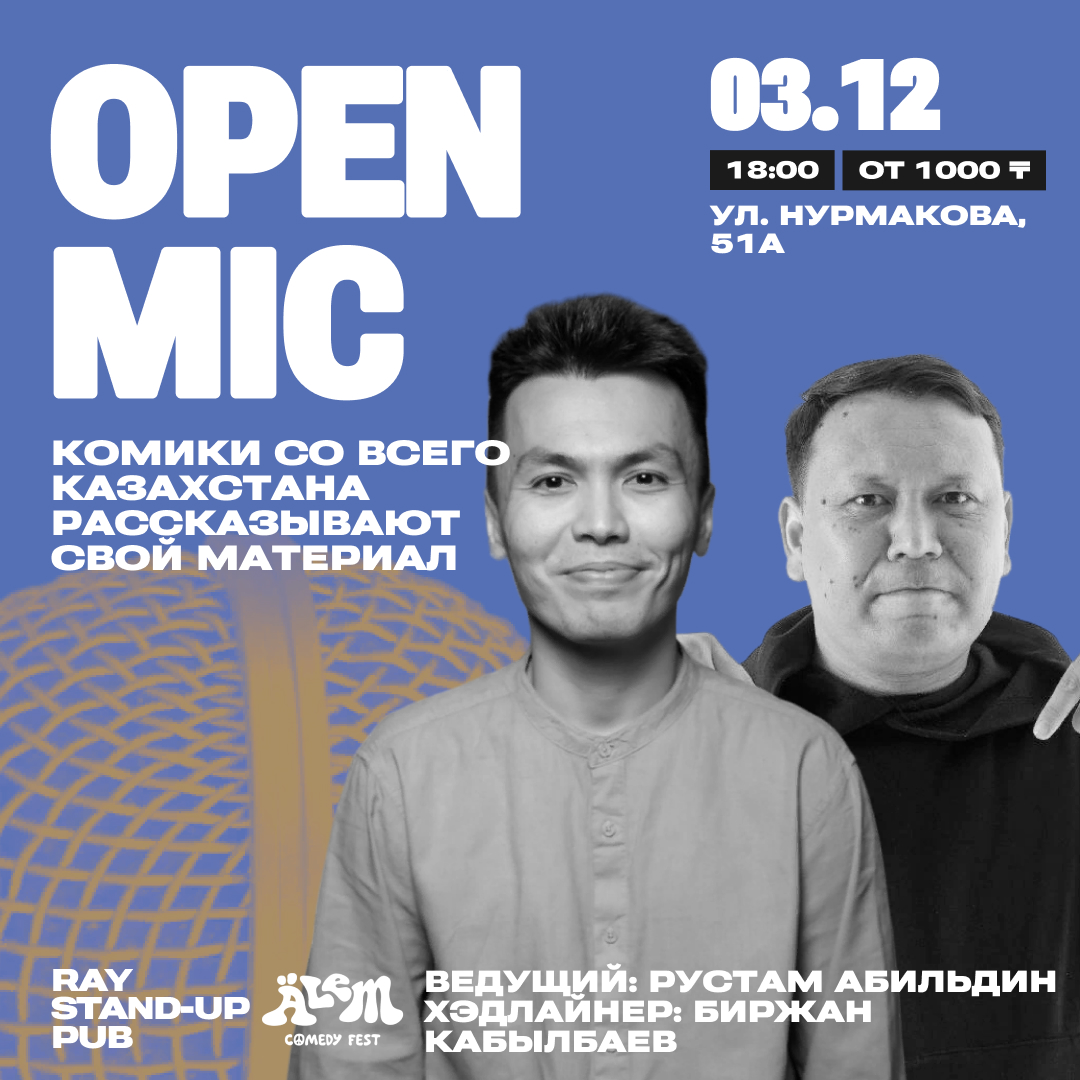 OPEN
MIC
03.12
18:00
ОТ 1000 ₸
УЛ. НУРМАКОВА,
51А
КОМИКИ СО ВСЕГО
КАЗАХСТАНА
РАССКАЗЫВАЮТ
СВОЙ МАТЕРИАЛ
RAY
STAND-UP
PUB
ÄLEM
COMEDY FEST
ВЕДУЩИЙ: РУСТАМ АБИЛЬДИН
ХЭДЛАЙНЕР: БИРЖАН
КАБЫЛБАЕВ